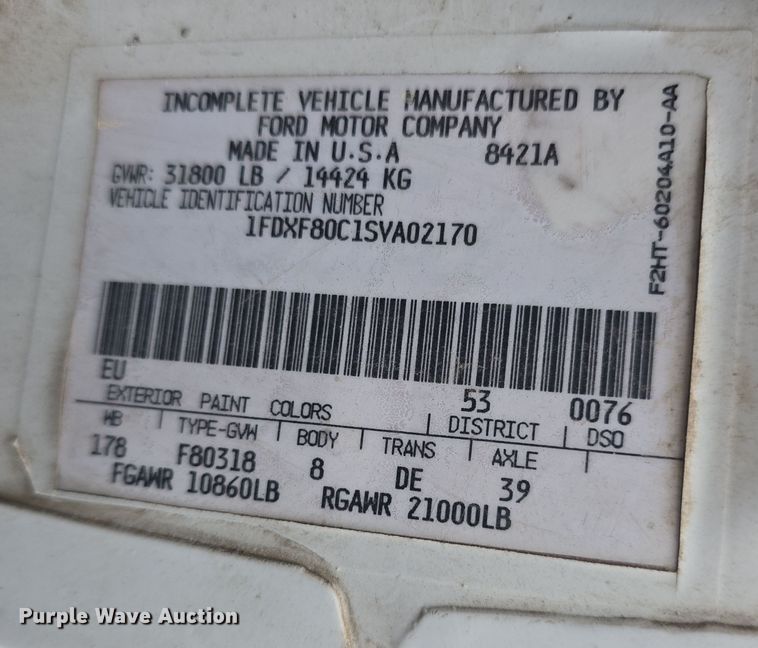 INCOMPLETE VEHICLE MANUFACTURED BY
FORD MOTOR COMPANY
MADE IN U.S.A 8421A
GVWR: 31800 LB / 14424 KG
VEHICLE IDENTIFICATION NUMBER
1FDXF80C1SVA02170
F2HT-60204A10-AA
EU 53 0076
EXTERIOR PAINT COLORS DISTRICT DSO
WB TYPE-GVW BODY TRANS AXLE
178 F80318 8 DE 39
FGAWR 10860LB RGAWR 21000LB
Purple Wave Auction